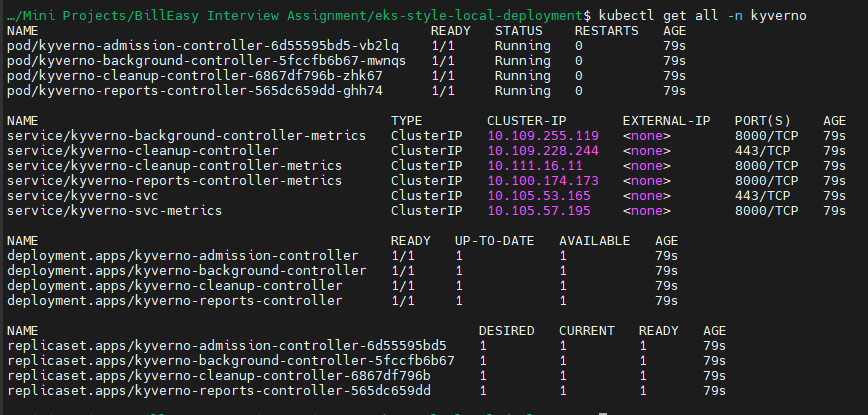 …/Mini Projects/BillEasy Interview Assignment/eks-style-local-deployment$ kubectl get all -n kyverno
NAME READY STATUS RESTARTS AGE
pod/kyverno-admission-controller-6d55595bd5-vb2lq 1/1 Running 0 79s
pod/kyverno-background-controller-5fccfb6b67-mwnqs 1/1 Running 0 79s
pod/kyverno-cleanup-controller-6867df796b-zhk67 1/1 Running 0 79s
pod/kyverno-reports-controller-565dc659dd-ghh74 1/1 Running 0 79s
NAME TYPE CLUSTER-IP EXTERNAL-IP PORT(S) AGE
service/kyverno-background-controller-metrics ClusterIP 10.109.255.119 <none> 8000/TCP 79s
service/kyverno-cleanup-controller ClusterIP 10.109.228.244 <none> 443/TCP 79s
service/kyverno-cleanup-controller-metrics ClusterIP 10.111.16.11 <none> 8000/TCP 79s
service/kyverno-reports-controller-metrics ClusterIP 10.100.174.173 <none> 8000/TCP 79s
service/kyverno-svc ClusterIP 10.105.53.165 <none> 443/TCP 79s
service/kyverno-svc-metrics ClusterIP 10.105.57.195 <none> 8000/TCP 79s
NAME READY UP-TO-DATE AVAILABLE AGE
deployment.apps/kyverno-admission-controller 1/1 1 1 79s
deployment.apps/kyverno-background-controller 1/1 1 1 79s
deployment.apps/kyverno-cleanup-controller 1/1 1 1 79s
deployment.apps/kyverno-reports-controller 1/1 1 1 79s
NAME DESIRED CURRENT READY AGE
replicaset.apps/kyverno-admission-controller-6d55595bd5 1 1 1 79s
replicaset.apps/kyverno-background-controller-5fccfb6b67 1 1 1 79s
replicaset.apps/kyverno-cleanup-controller-6867df796b 1 1 1 79s
replicaset.apps/kyverno-reports-controller-565dc659dd 1 1 1 79s